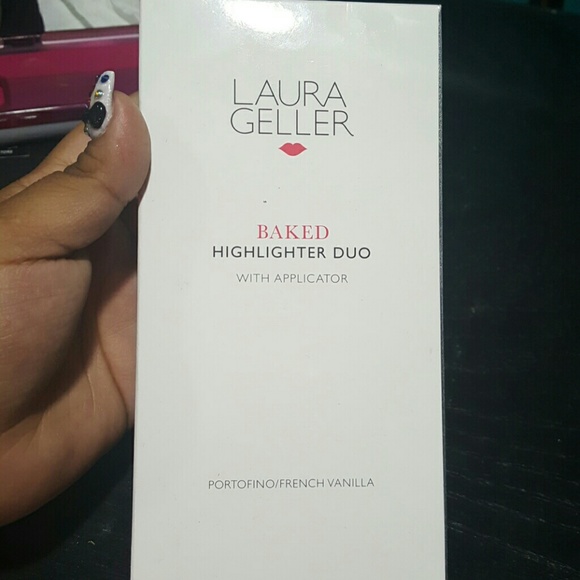 LAURA
GELLER
BAKED
HIGHLIGHTER DUO
WITH APPLICATOR
PORTOFINO/FRENCH VANILLA